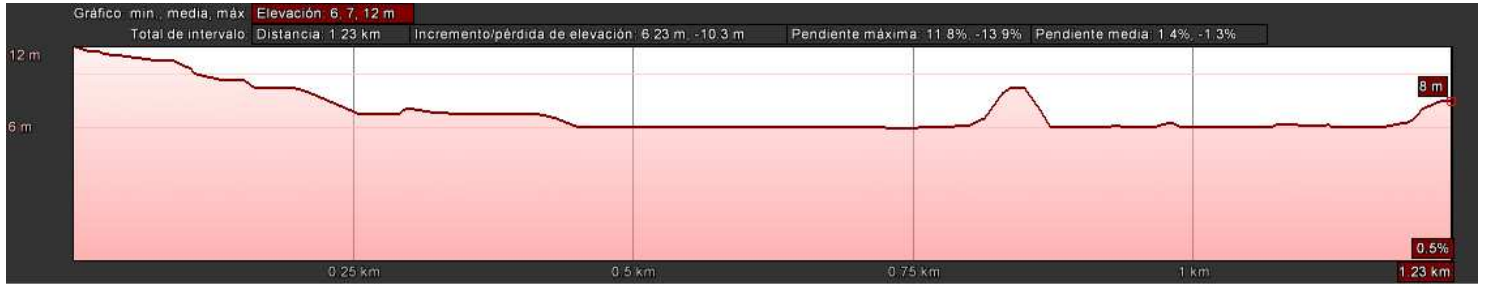 Gráfico: min., media, máx. Elevación: 6, 7, 12 m
Total de intervalo: Distancia: 1.23 km Incremento/pérdida de elevación: 6.23 m, -10.3 m Pendiente máxima: 11.8%, -13.9% Pendiente media: 1.4%, -1.3%
12 m
8 m
6 m
0.5%
0.25 km 0.5 km 0.75 km 1 km 1.23 km